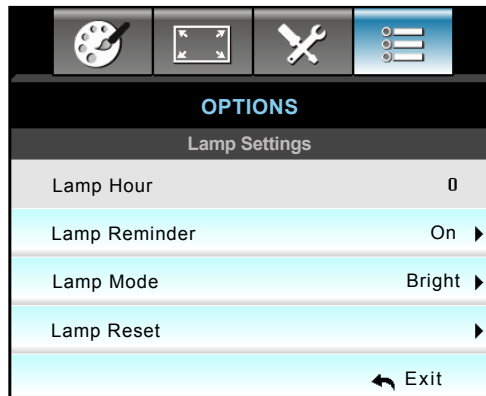 OPTIONS
Lamp Settings
Lamp Hour 0
Lamp Reminder On
Lamp Mode Bright
Lamp Reset
Exit